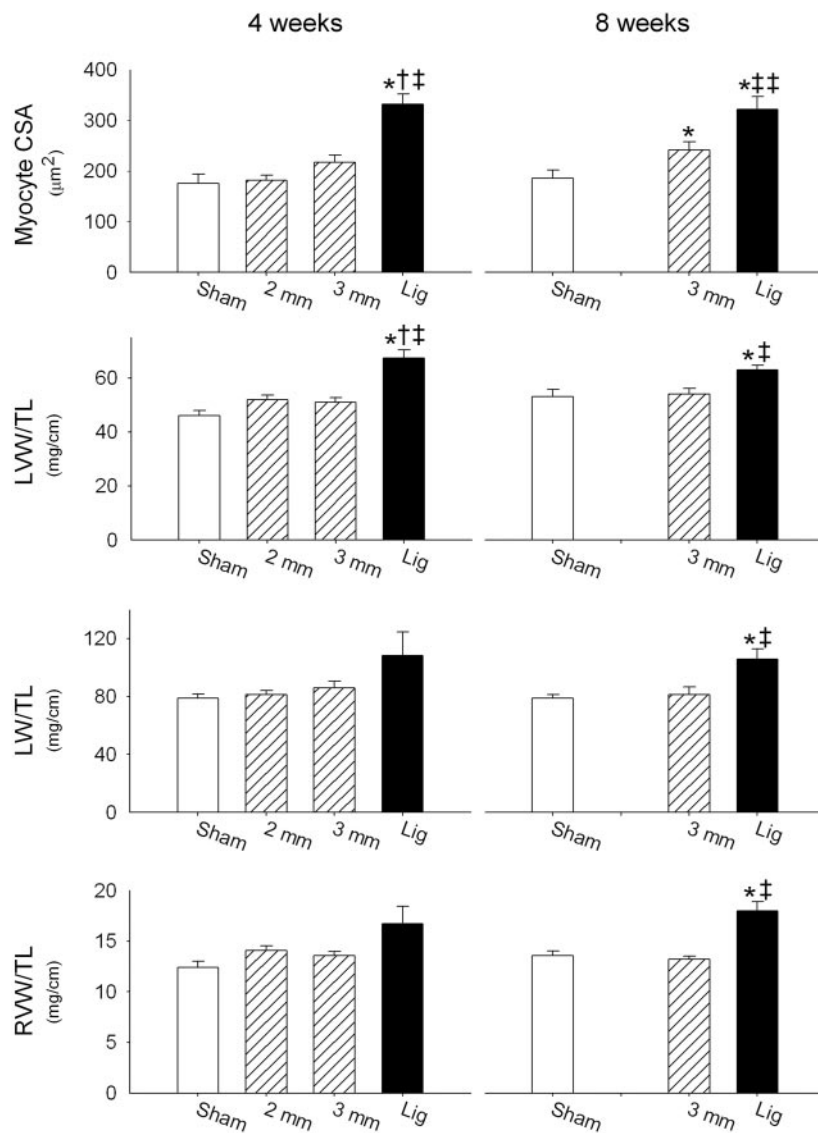 4 weeks 8 weeks
Myocyte CSA
(μm²)
400
300
200
100
0
*†‡
*
*‡‡
Sham 2 mm 3 mm Lig
Sham 3 mm Lig
LVW/TL
(mg/cm)
60
40
20
0
*†‡
*‡
Sham 2 mm 3 mm Lig
Sham 3 mm Lig
LW/TL
(mg/cm)
120
80
40
0
*‡
Sham 2 mm 3 mm Lig
Sham 3 mm Lig
RVW/TL
(mg/cm)
20
15
10
5
0
*‡
Sham 2 mm 3 mm Lig
Sham 3 mm Lig